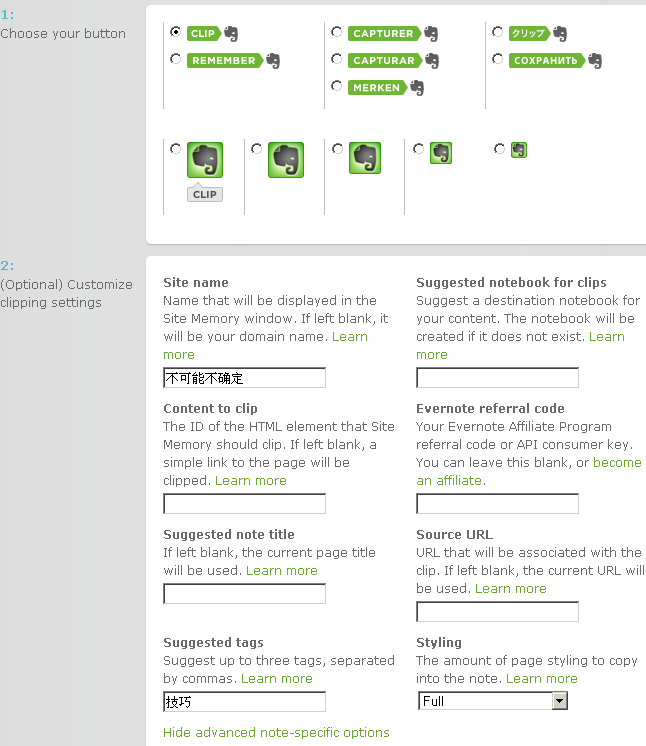 1:
Choose your button
CLIP
CAPTURER
クリップ
REMEMBER
CAPTURAR
СОХРАНИТЬ
MERKEN
CLIP
2:
(Optional) Customize
clipping settings
Site name
Name that will be displayed in the
Site Memory window. If left blank, it
will be your domain name. Learn
more
不可能不确定
Suggested notebook for clips
Suggest a destination notebook for
your content. The notebook will be
created if it does not exist. Learn
more
Content to clip
The ID of the HTML element that Site
Memory should clip. If left blank, a
simple link to the page will be
clipped. Learn more
Evernote referral code
Your Evernote Affiliate Program
referral code or API consumer key.
You can leave this blank, or become
an affiliate.
Suggested note title
If left blank, the current page title
will be used. Learn more
Source URL
URL that will be associated with the
clip. If left blank, the current URL will
be used. Learn more
Suggested tags
Suggest up to three tags, separated
by commas. Learn more
技巧
Styling
The amount of page styling to copy
into the note. Learn more
Full
Hide advanced note-specific options